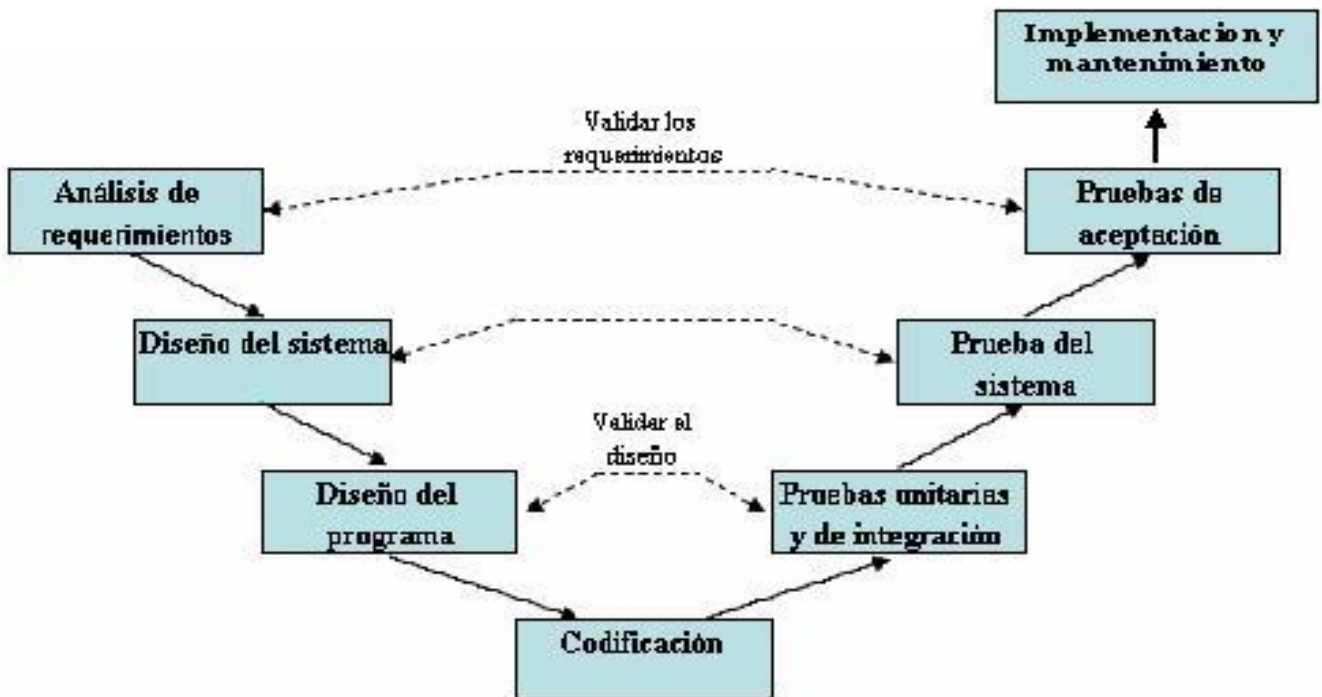 Implementacion y
mantenimiento
Validar los
requerimientos
Análisis de
requerimientos
Pruebas de
aceptación
Diseño del sistema
Prueba del
sistema
Validar el
diseño
Diseño del
programa
Pruebas unitarias
y de integración
Codificación